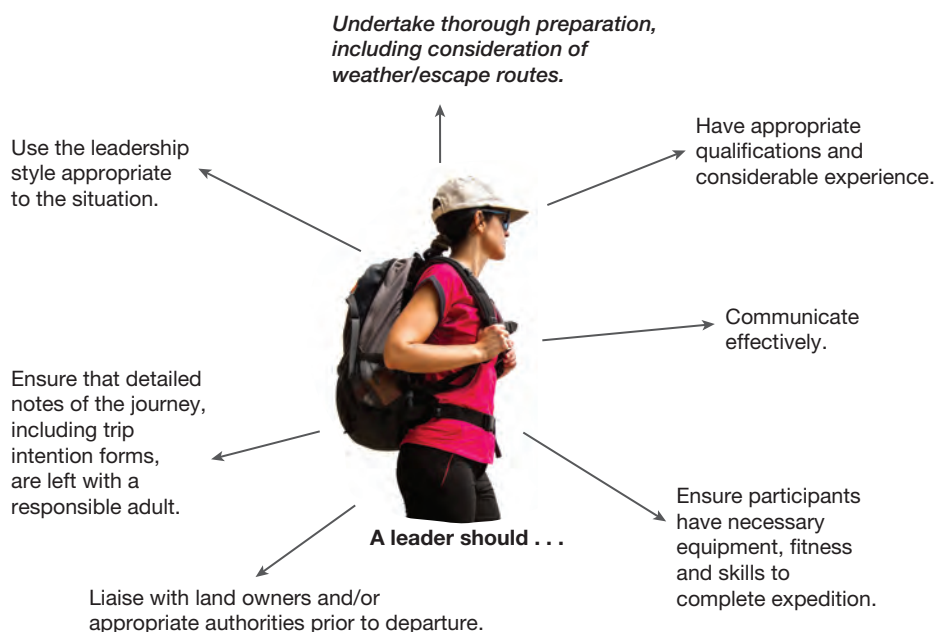 Undertake thorough preparation,
including consideration of
weather/escape routes.
Use the leadership
style appropriate
to the situation.
Have appropriate
qualifications and
considerable experience.
Communicate
effectively.
Ensure that detailed
notes of the journey,
including trip
intention forms,
are left with a
responsible adult.
Ensure participants
have necessary
equipment, fitness
and skills to
complete expedition.
A leader should . . .
Liaise with land owners and/or
appropriate authorities prior to departure.